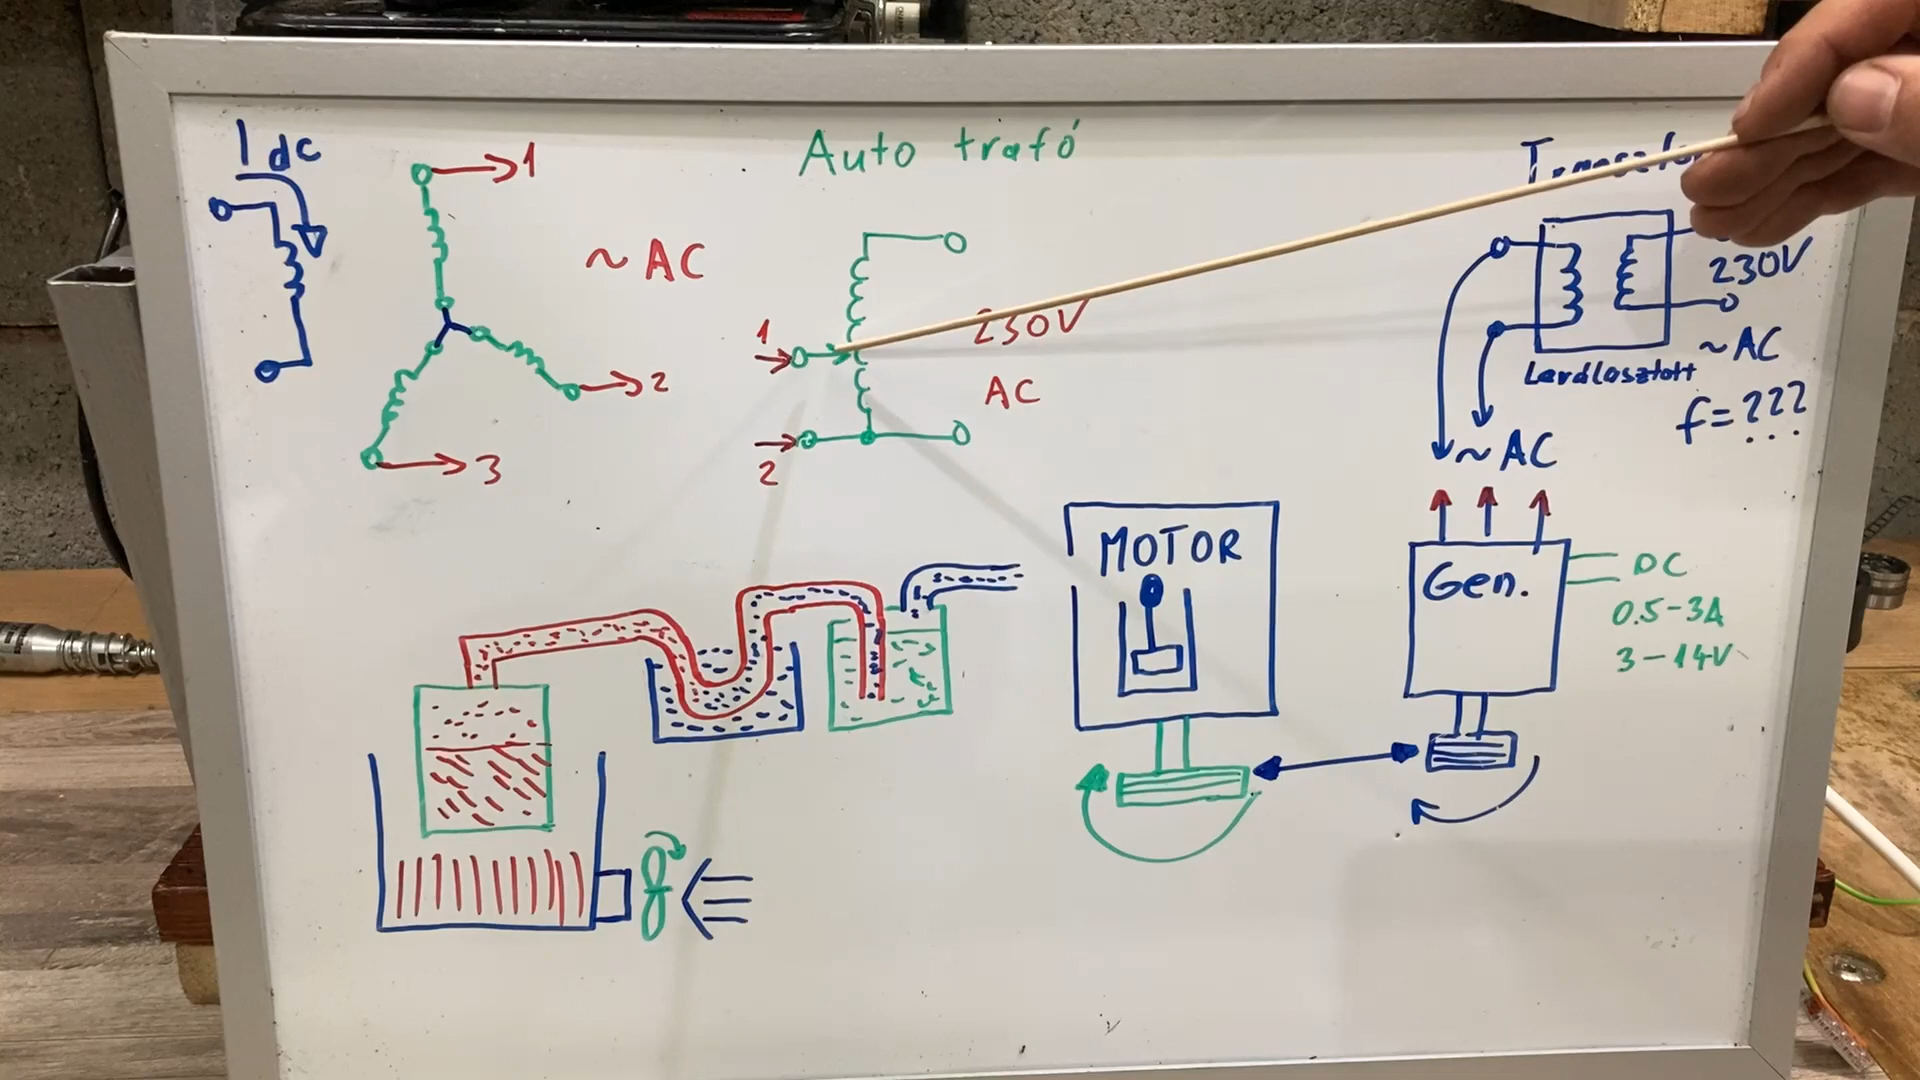 I dc
1
2
3
~ AC
Auto trafó
1
2
230V
AC
230V
~ AC
f = ???
...
~ AC
MOTOR
Gen.
DC
0.5-3A
3-14V